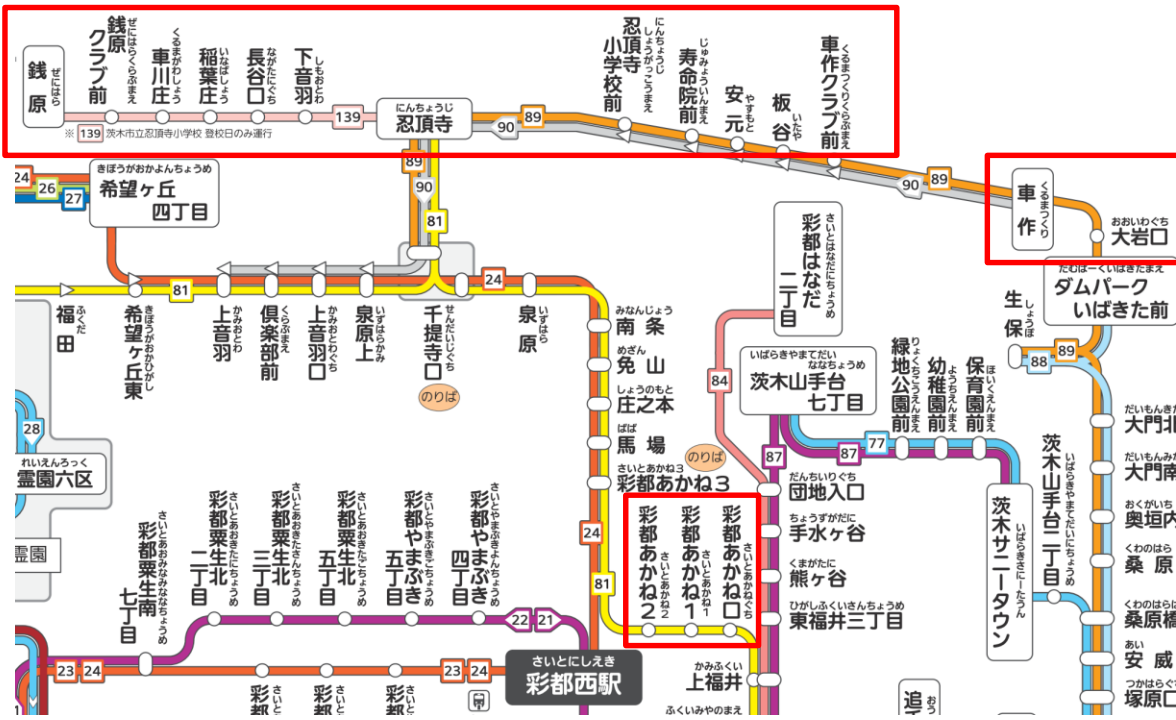 銭原
ぜにはら
銭原クラブ前
ぜにはらくらぶまえ
車川庄
くるまがわしょう
稲葉庄
いなばしょう
長谷口
ながたにぐち
下音羽
しもおとわ
139
※ 139 茨木市立忍頂寺小学校 登校日のみ運行
にんちょうじ
忍頂寺
89
90
忍頂寺小学校前
にんちょうじしょうがっこうまえ
寿命院前
じゅみょういんまえ
安元
やすもと
板谷
いたや
車作クラブ前
くるまつくりくらぶまえ
89
90
車作
くるまつくり
おおいわぐち
大岩口
だむぱーくいばきたまえ
ダムパーク
いばきた前
24
26
27
きぼうがおかよんちょうめ
希望ヶ丘
四丁目
89
90
81
81
24
福田
ふくだ
希望ヶ丘東
きぼうがおかひがし
上音羽
かみおとわ
倶楽部前
くらぶまえ
上音羽口
かみおとわぐち
泉原上
いずはらかみ
千提寺口
せんだいじぐち
のりば
泉原
いずはら
みなんじょう
南条
めざん
免山
しょうのもと
庄之本
ばば
馬場
さいとあかね3
彩都あかね3
彩都はなだ
二丁目
さいとはなだにちょうめ
84
のりば
いばらきやまてだい
ななちょうめ
茨木山手台
七丁目
87
77
87
緑地公園前
りょくちこうえんまえ
幼稚園前
ようちえんまえ
保育園前
ほいくえんまえ
生保
しょうぼ
88
89
だんちいりぐち
団地入口
ちょうずがだに
手水ヶ谷
くまがたに
熊ヶ谷
ひがしふくいさんちょうめ
東福井三丁目
茨木サニータウン
いばらきさにーたうん
茨木山手台二丁目
いばらきやまてだいにちょうめ
だいもんき
大門北
だいもんみ
大門南
おくがいち
奥垣内
くわのはら
桑原
くわのはらは
桑原橋
あい
安威
つかはらぐ
塚原口
28
れいえんろっく
霊園六区
霊園
彩都粟生南
七丁目
さいとあおみなみななちょうめ
彩都粟生北
二丁目
さいとあおきたにちょうめ
彩都粟生北
三丁目
さいとあおきたさんちょうめ
彩都粟生北
五丁目
さいとあおきたごちょうめ
彩都やまぶき
五丁目
さいとやまぶきごちょうめ
彩都やまぶき
四丁目
さいとやまぶきよんちょうめ
24
81
彩都あかね2
さいとあかね2
彩都あかね1
さいとあかね1
彩都あかね口
さいとあかねぐち
22
21
23
24
23
24
さいとにしえき
彩都西駅
かみふくい
上福井
ふくいみやのまえ
彩都
さいと
彩都
さいと
彩都
さいと